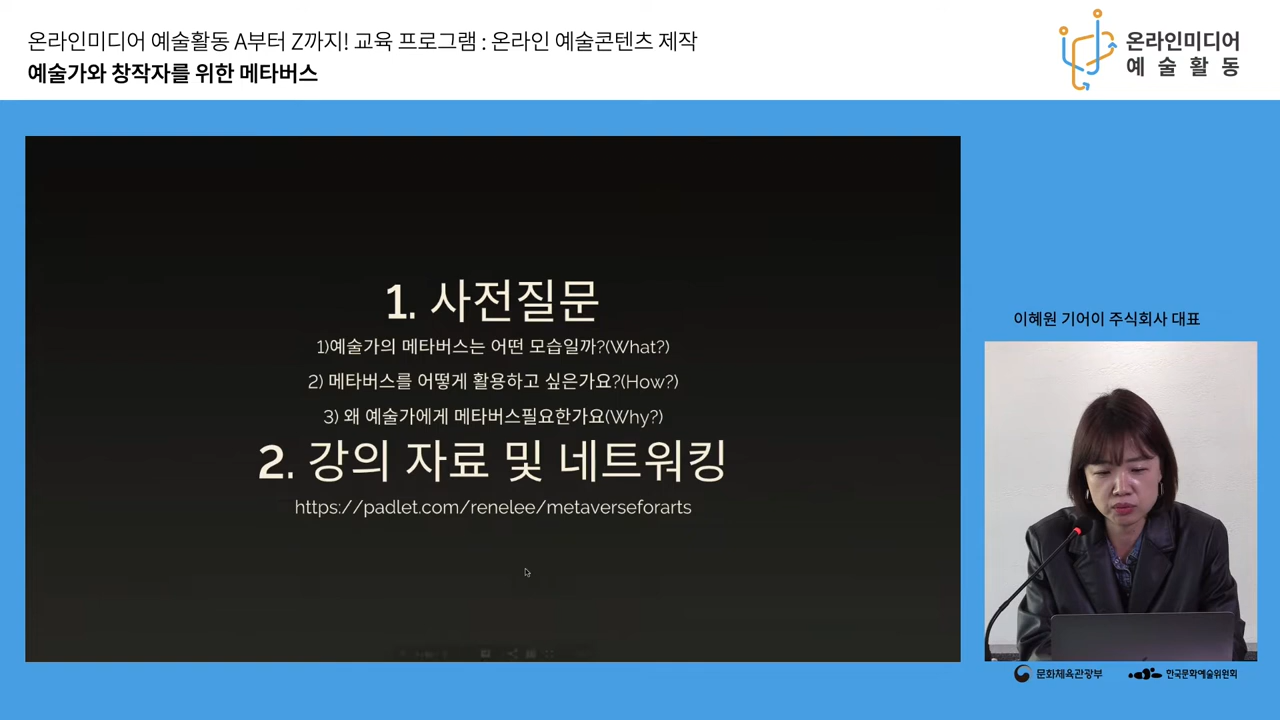 온라인미디어 예술활동 A부터 Z까지! 교육 프로그램 : 온라인 예술콘텐츠 제작
예술가와 창작자를 위한 메타버스
온라인미디어
예술활동
1. 사전질문
1)예술가의 메타버스는 어떤 모습일까?(What?)
2) 메타버스를 어떻게 활용하고 싶은가요?(How?)
3) 왜 예술가에게 메타버스필요한가요(Why?)
2. 강의 자료 및 네트워킹
https://padlet.com/renelee/metaverseforarts
이혜원 기어이 주식회사 대표
문화체육관광부
한국문화예술위원회